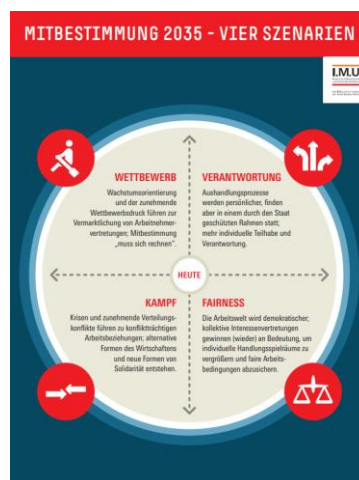 MITBESTIMMUNG 2035 - VIER SZENARIEN
I.M.U
WETTBEWERB
Wachstumsorientierung
und der zunehmende
Wettbewerbsdruck führen zur
Vermarktlichung von Arbeitnehmer-
vertretungen; Mitbestimmung
„muss sich rechnen“.
VERANTWORTUNG
Aushandlungsprozesse
werden persönlicher, finden
aber in einem durch den Staat
geschützten Rahmen statt;
mehr individuelle Teilhabe und
Verantwortung.
HEUTE
KAMPF
Krisen und zunehmende Verteilungs-
konflikte führen zu konfliktträchtigen
Arbeitsbeziehungen; alternative
Formen des Wirtschaftens
und neue Formen von
Solidarität entstehen.
FAIRNESS
Die Arbeitswelt wird demokratischer;
kollektive Interessenvertretungen
gewinnen (wieder) an Bedeutung, um
individuelle Handlungsspielräume zu
vergrößern und faire Arbeits-
bedingungen abzusichern.